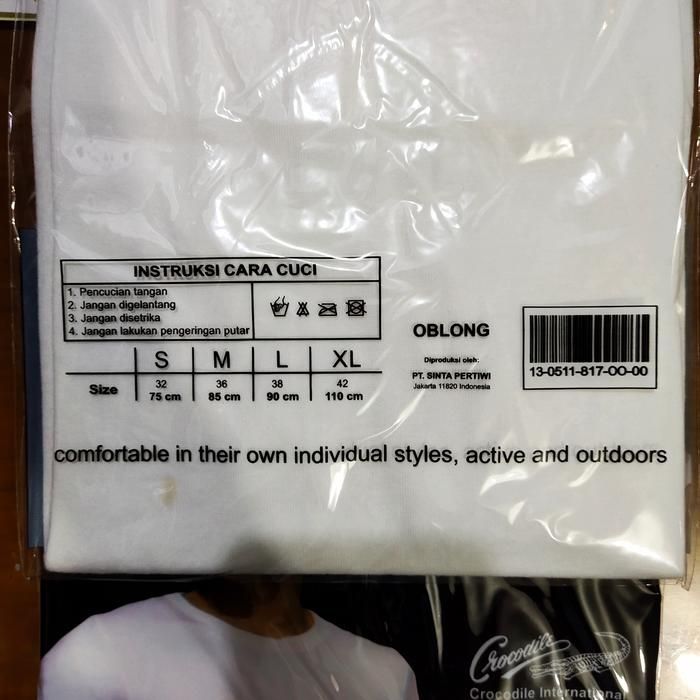 INSTRUKSI CARA CUCI
1. Pencucian tangan
2. Jangan digelantang
3. Jangan disetrika
4. Jangan lakukan pengeringan putar
S M L XL
Size 32 36 38 42
75 cm 85 cm 90 cm 110 cm
OBLONG
Diproduksi oleh:
PT. SINTA PERTIWI
Jakarta 11820 Indonesia
13-0511-817-OO-00
comfortable in their own individual styles, active and outdoors
Crocodile
Crocodile International